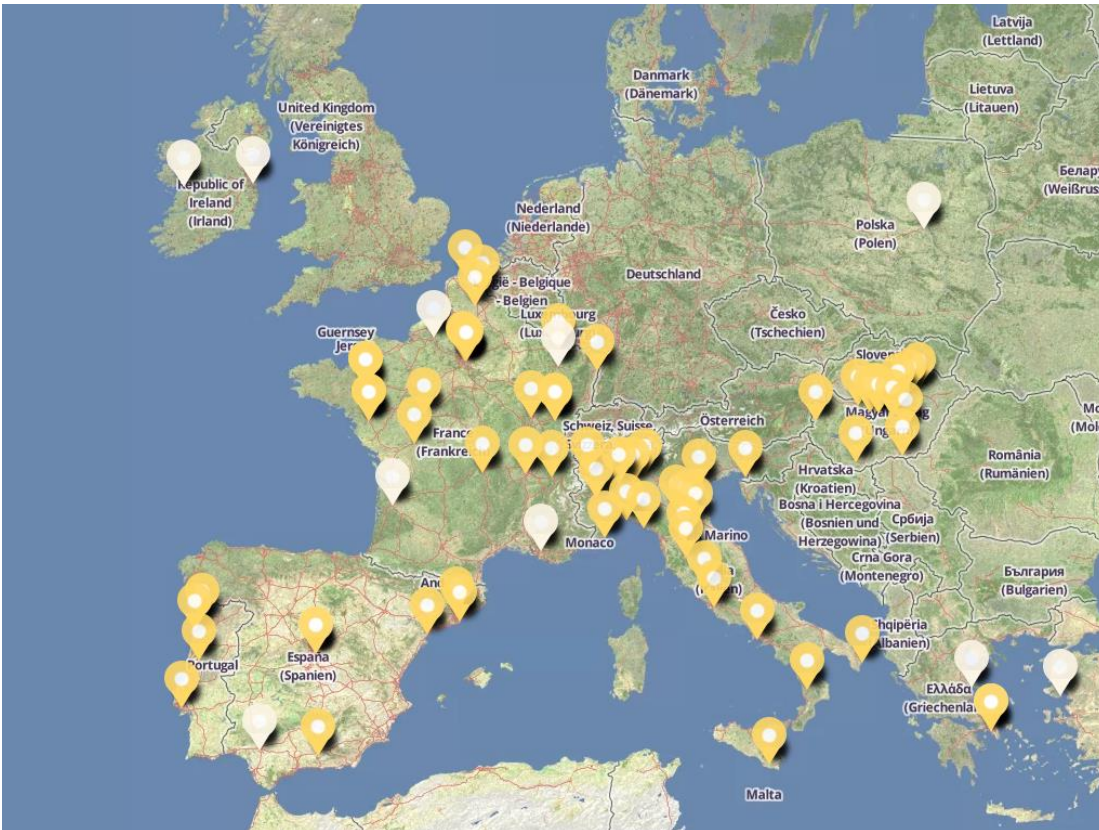 Latvija
(Lettland)
Danmark
(Dänemark)
Lietuva
(Litauen)
United Kingdom
(Vereinigtes
Königreich)
Republic of
Ireland
(Irland)
Nederland
(Niederlande)
Polska
(Polen)
Deutschland
- Belgique
- Belgien
Česko
(Tschechien)
Guernsey
Österreich
Schweiz, Suisse,
România
(Rumänien)
Hrvatska
(Kroatien)
Bosna i Hercegovina
(Bosnien und
Herzegowina)
Србија
(Serbien)
Monaco
Marino
Crna Gora
(Montenegro)
България
(Bulgarien)
Portugal
España
(Spanien)
Ελλάδα
Malta